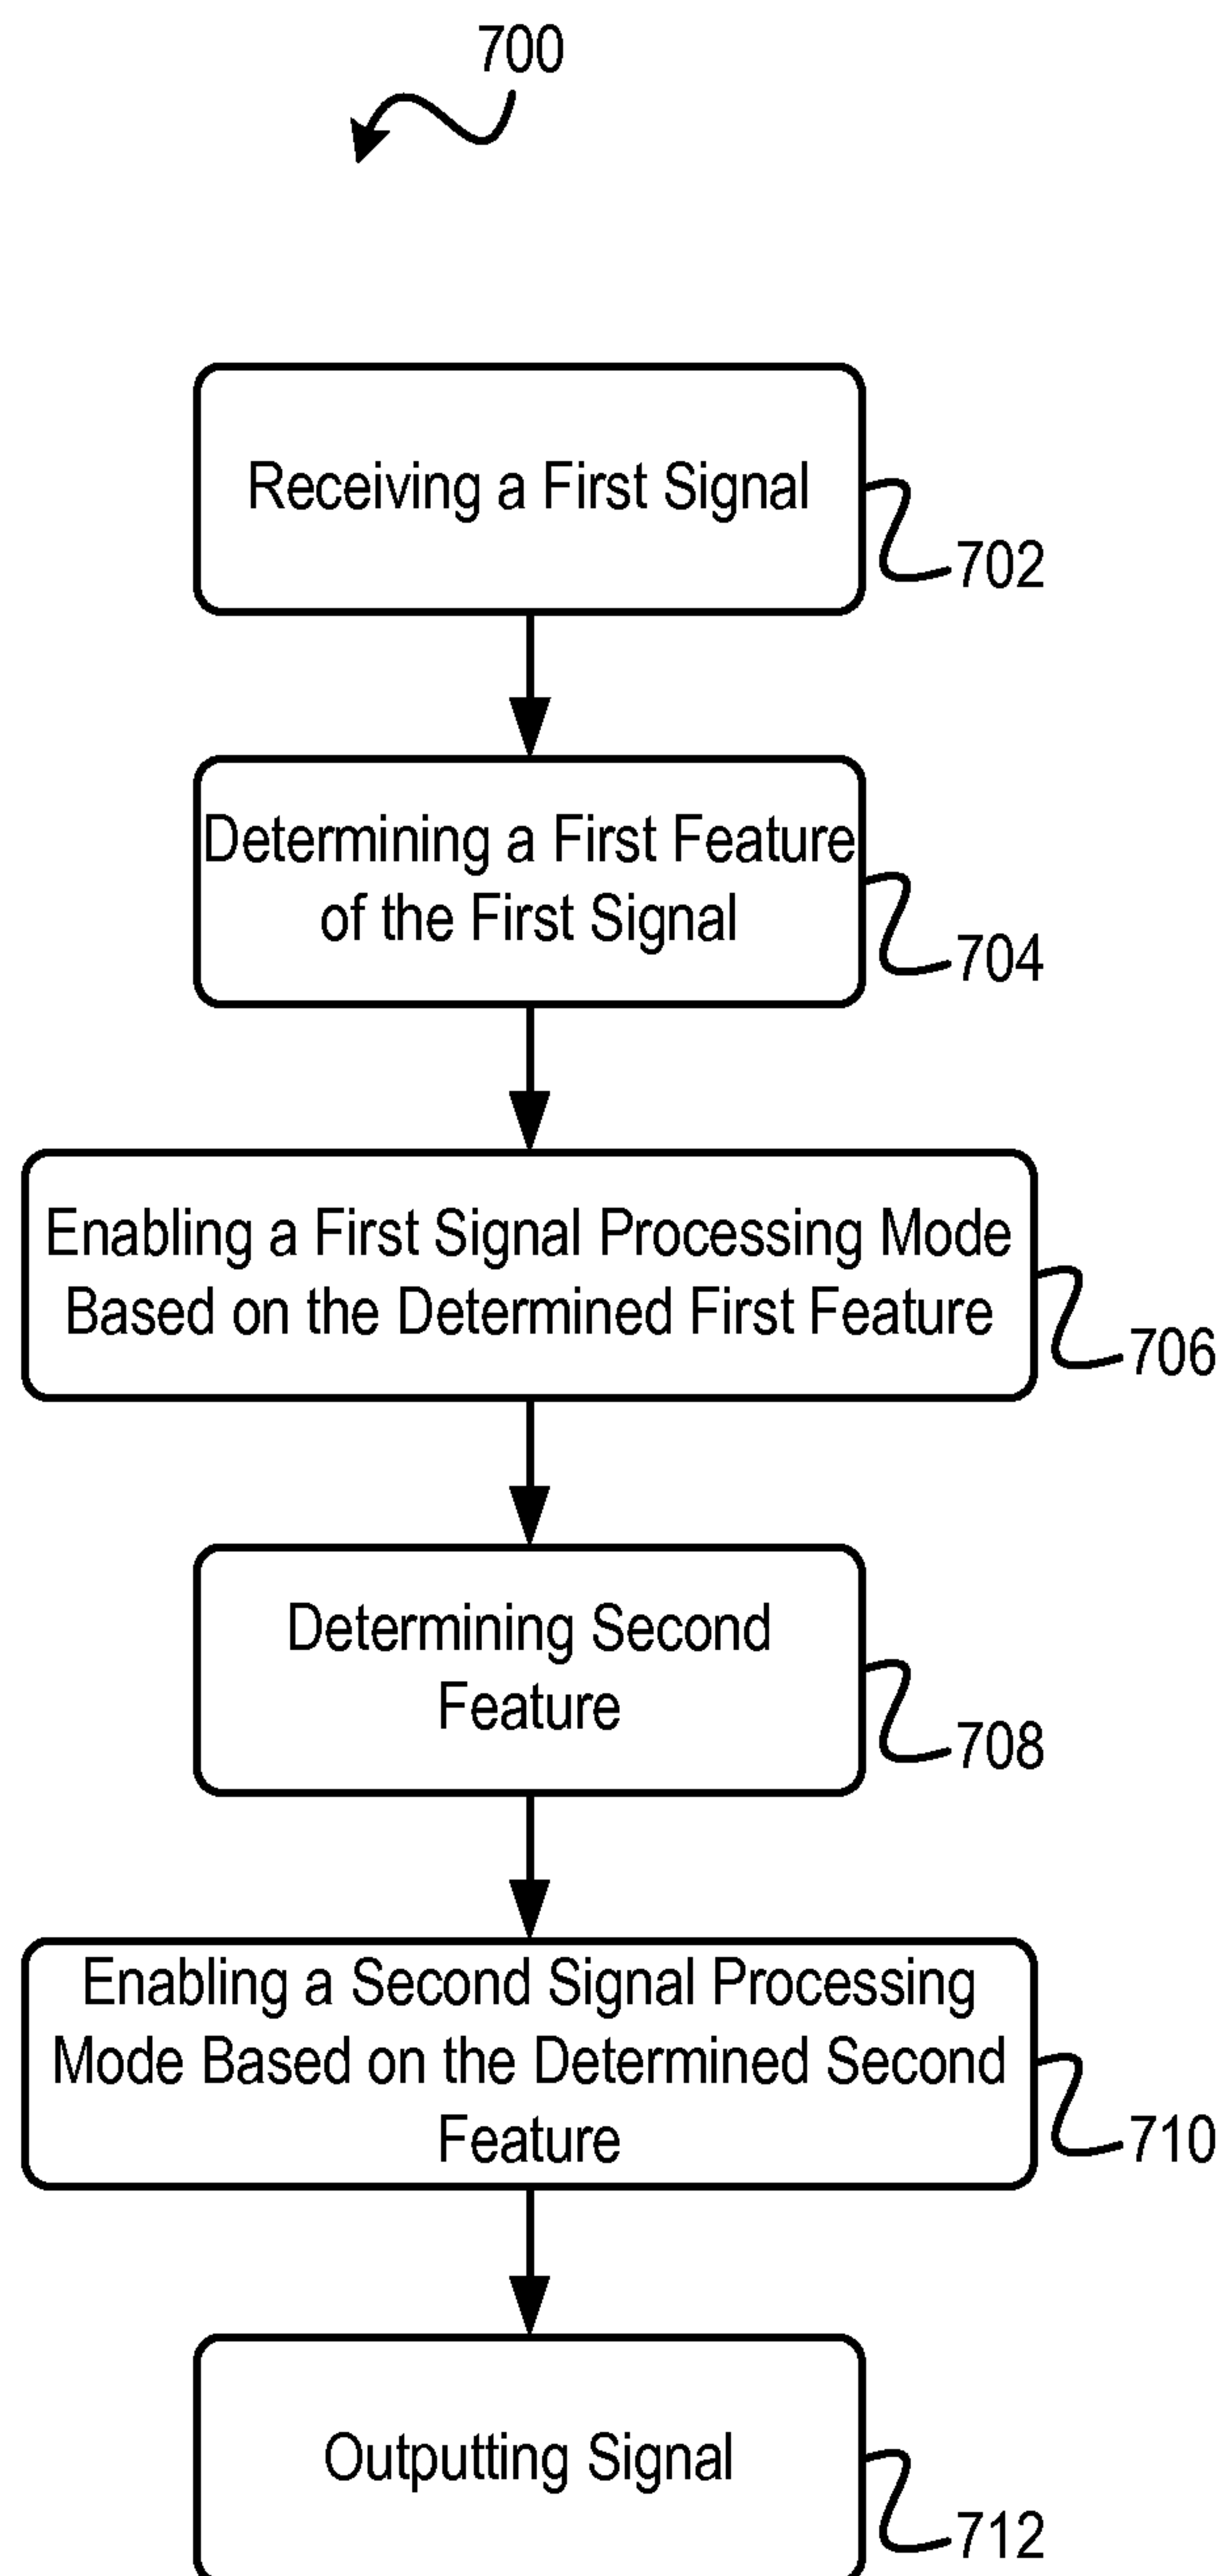 700
Receiving a First Signal
702
Determining a First Feature
of the First Signal
704
Enabling a First Signal Processing Mode
Based on the Determined First Feature
706
Determining Second
Feature
708
Enabling a Second Signal Processing
Mode Based on the Determined Second
Feature
710
Outputting Signal
712